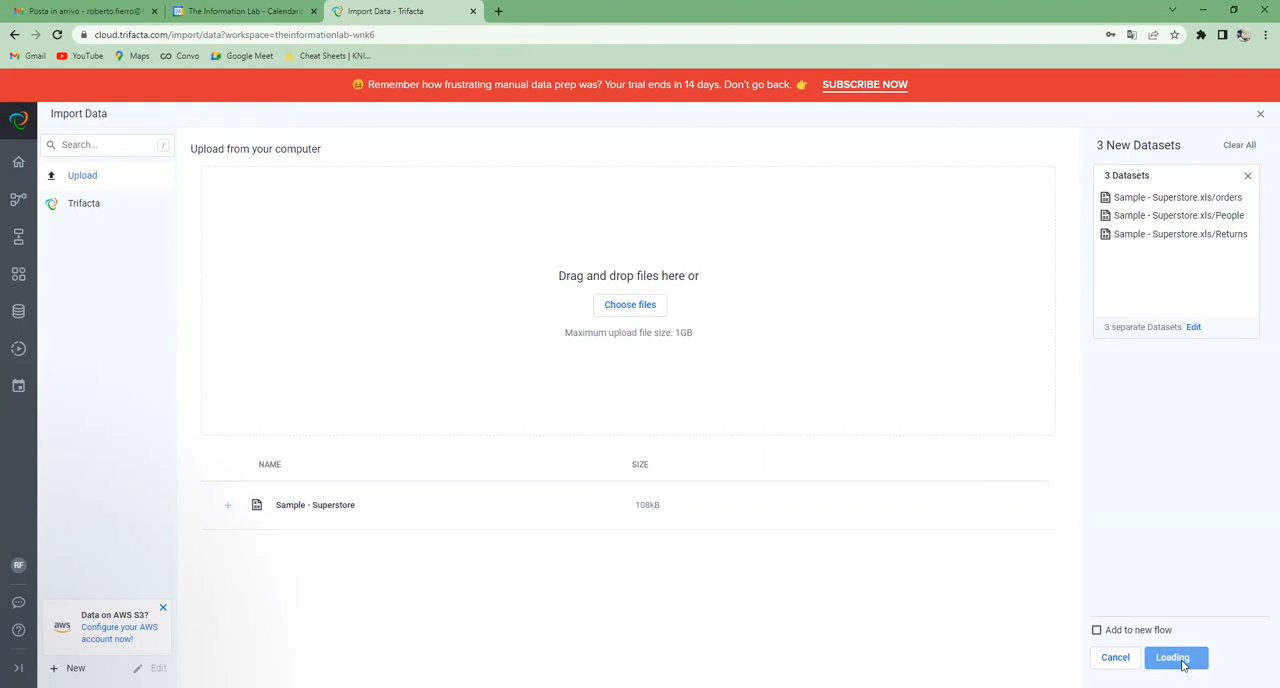 Posta in arrivo - roberto.fierro@
The Information Lab - Calendari
Import Data - Trifacta
cloud.trifacta.com/import/data?workspace=theinformationlab-wnk6
Gmail
YouTube
Maps
Convo
Google Meet
Cheat Sheets | KNI...
Remember how frustrating manual data prep was? Your trial ends in 14 days. Don't go back.
SUBSCRIBE NOW
Import Data
Search...
/
Upload
Trifacta
Upload from your computer
Drag and drop files here or
Choose files
Maximum upload file size: 1GB
NAME
SIZE
Sample - Superstore
108kB
3 New Datasets
Clear All
3 Datasets
Sample - Superstore.xls/orders
Sample - Superstore.xls/People
Sample - Superstore.xls/Returns
3 separate Datasets
Edit
RF
aws
Data on AWS S3?
Configure your AWS
account now!
New
Edit
Add to new flow
Cancel
Loading